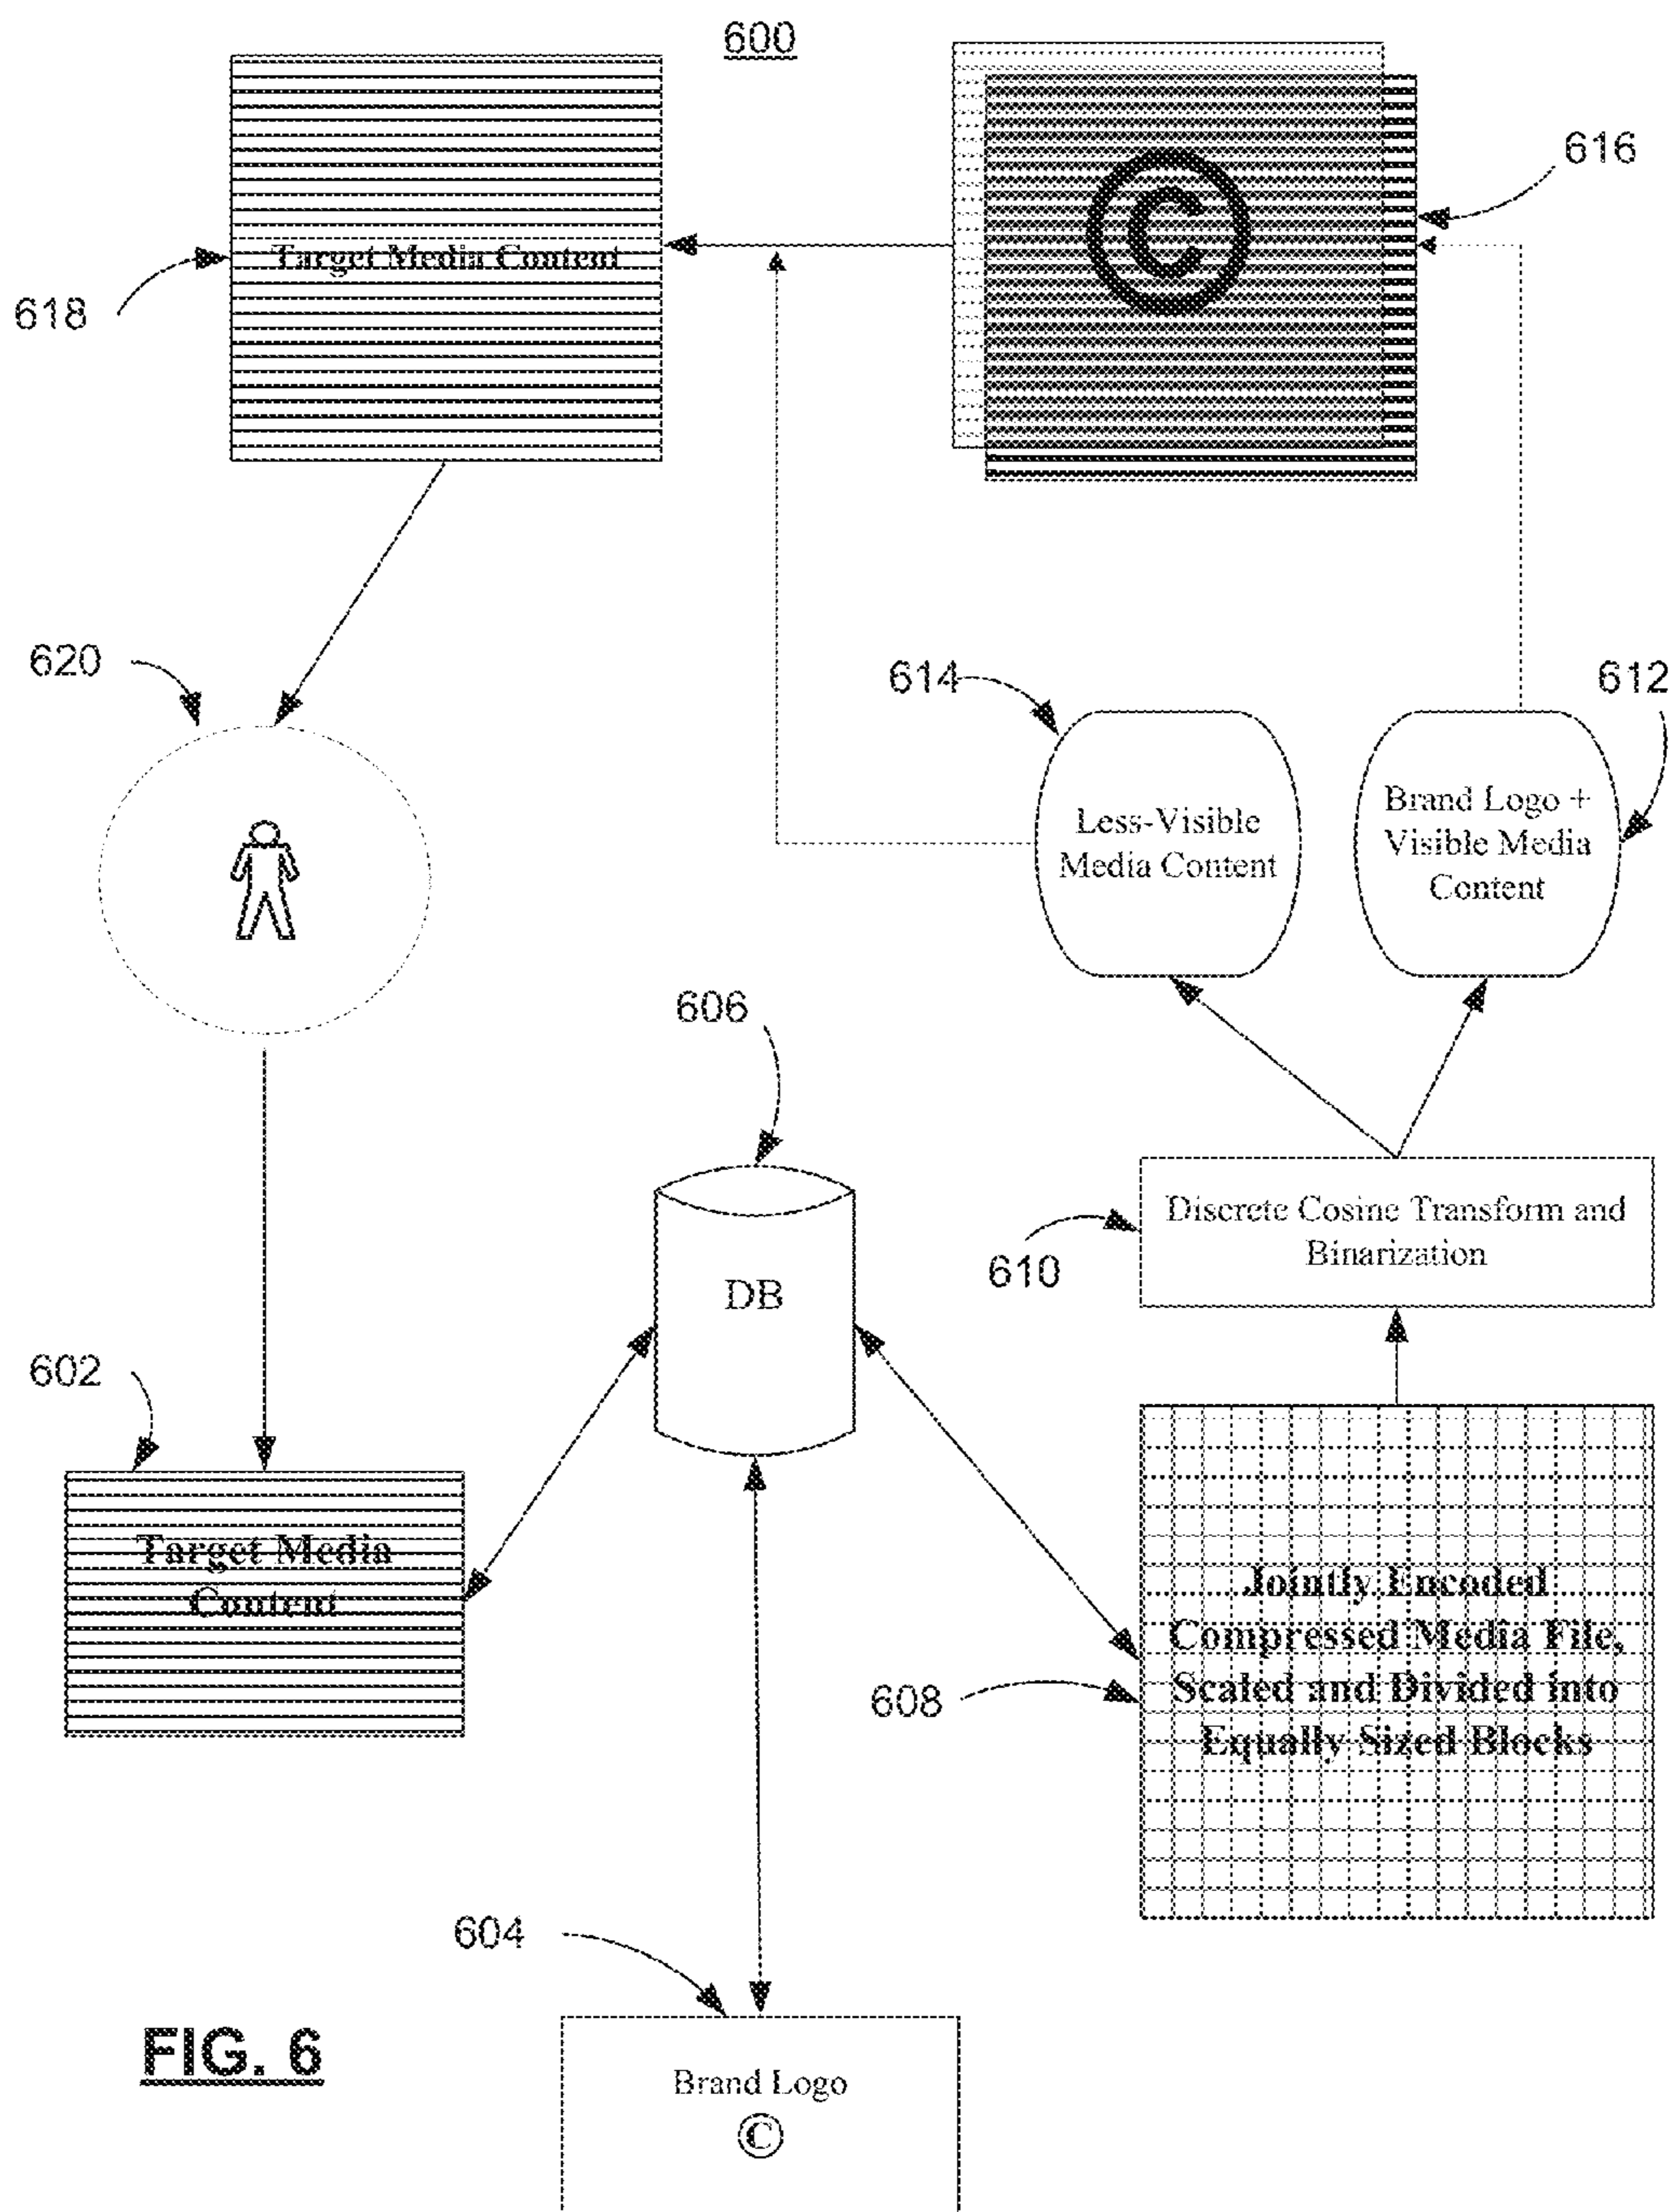 600
616
©
Target Media Content
618
620
614
612
Less-Visible
Media Content
Brand Logo +
Visible Media
Content
606
Discrete Cosine Transform and
Binarization
610
DB
602
Target Media
Content
Jointly Encoded
Compressed Media File,
Scaled and Divided into
Equally Sized Blocks
608
604
FIG. 6
Brand Logo
©